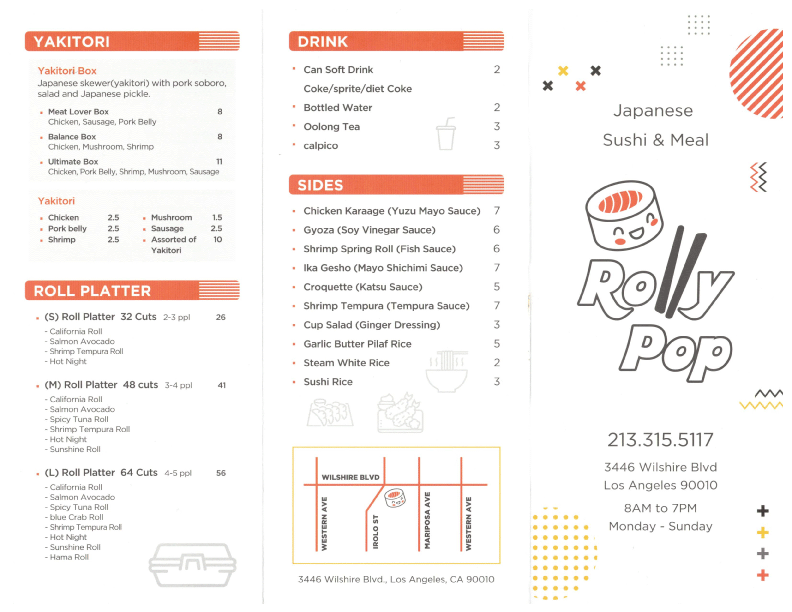 YAKITORI
Yakitori Box
Japanese skewer(yakitori) with pork soboro,
salad and Japanese pickle.
Meat Lover Box 8
Chicken, Sausage, Pork Belly
Balance Box 8
Chicken, Mushroom, Shrimp
Ultimate Box 11
Chicken, Pork Belly, Shrimp, Mushroom, Sausage
Yakitori
Chicken 2.5
Pork belly 2.5
Shrimp 2.5
Mushroom 1.5
Sausage 2.5
Assorted of 10
Yakitori
ROLL PLATTER
(S) Roll Platter 32 Cuts 2-3 ppl 26
- California Roll
- Salmon Avocado
- Shrimp Tempura Roll
- Hot Night
(M) Roll Platter 48 cuts 3-4 ppl 41
- California Roll
- Salmon Avocado
- Spicy Tuna Roll
- Shrimp Tempura Roll
- Hot Night
- Sunshine Roll
(L) Roll Platter 64 Cuts 4-5 ppl 56
- California Roll
- Salmon Avocado
- Spicy Tuna Roll
- blue Crab Roll
- Shrimp Tempura Roll
- Hot Night
- Sunshine Roll
- Hama Roll
DRINK
Can Soft Drink 2
Coke/sprite/diet Coke
Bottled Water 2
Oolong Tea 3
calpico 3
SIDES
Chicken Karaage (Yuzu Mayo Sauce) 7
Gyoza (Soy Vinegar Sauce) 6
Shrimp Spring Roll (Fish Sauce) 6
Ika Gesho (Mayo Shichimi Sauce) 7
Croquette (Katsu Sauce) 5
Shrimp Tempura (Tempura Sauce) 7
Cup Salad (Ginger Dressing) 3
Garlic Butter Pilaf Rice 5
Steam White Rice 2
Sushi Rice 3
WILSHIRE BLVD
WESTERN AVE
IROLO ST
MARIPOSA AVE
WESTERN AVE
3446 Wilshire Blvd., Los Angeles, CA 90010
Japanese
Sushi & Meal
Rolly
Pop
213.315.5117
3446 Wilshire Blvd
Los Angeles 90010
8AM to 7PM
Monday - Sunday